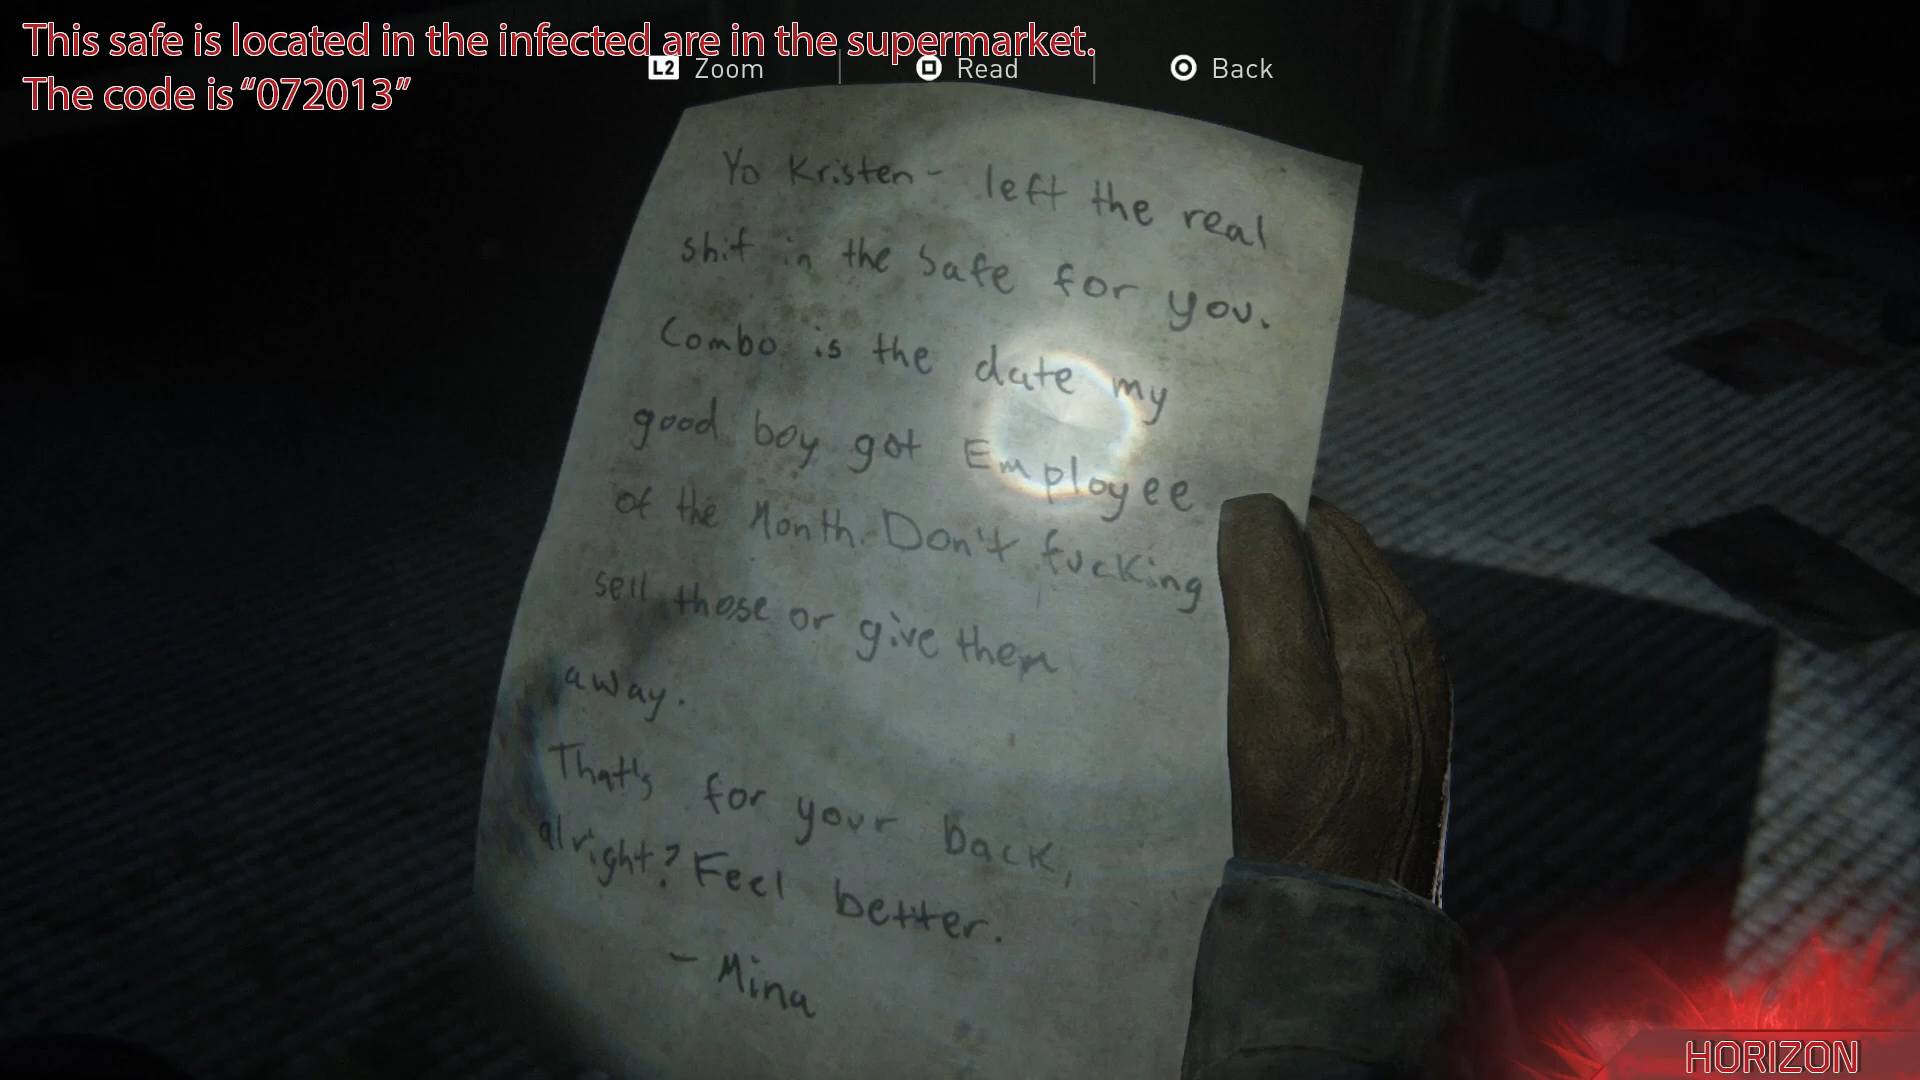 This safe is located in the infected are in the supermarket.
The code is “072013”
L2 Zoom
Read
Back
Yo Kristen- left the real
shit in the safe for you.
Combo is the date my
good boy got Employee
of the Month. Don't fucking
sell those or give them
away.
That's for your back,
alright? Feel better.
- Mina
HORIZON